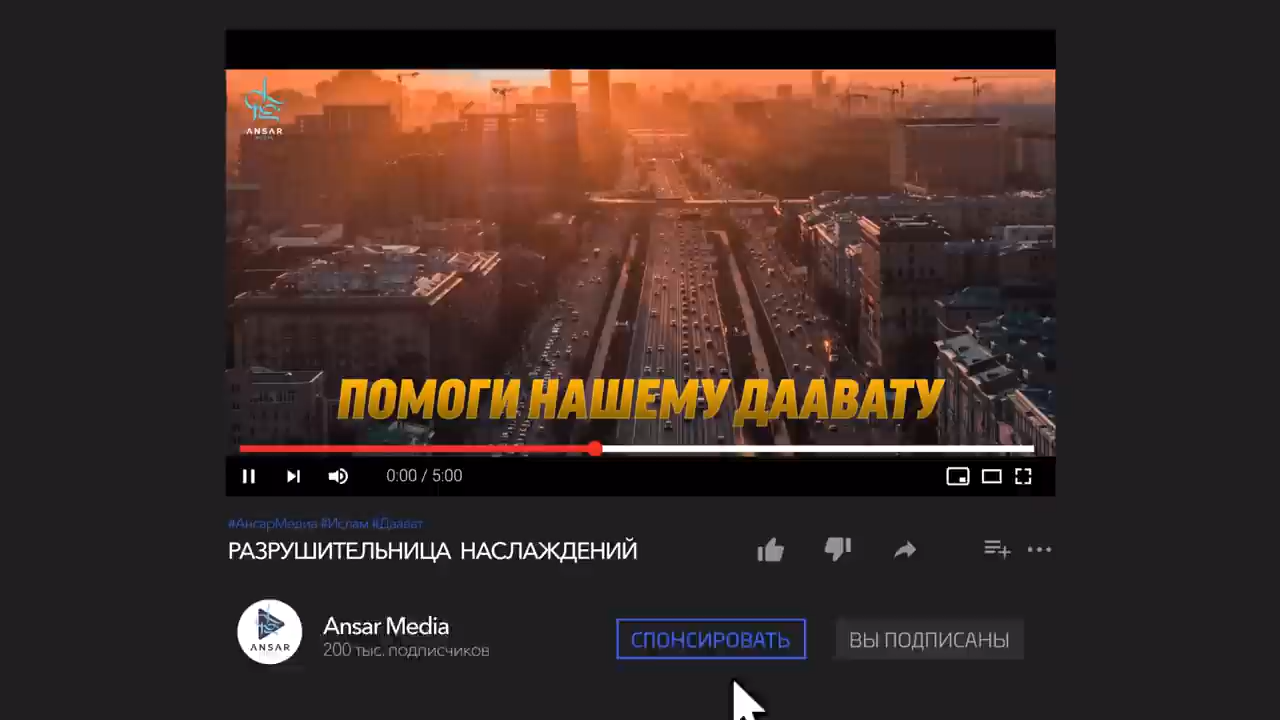 ANSAR
ПОМОГИ НАШЕМУ ДААВАТУ
0:00 / 5:00
#АнсарМедиа #Ислам #Даават
РАЗРУШИТЕЛЬНИЦА НАСЛАЖДЕНИЙ
Ansar Media
200 тыс. подписчиков
ANSAR
СПОНСИРОВАТЬ
ВЫ ПОДПИСАНЫ